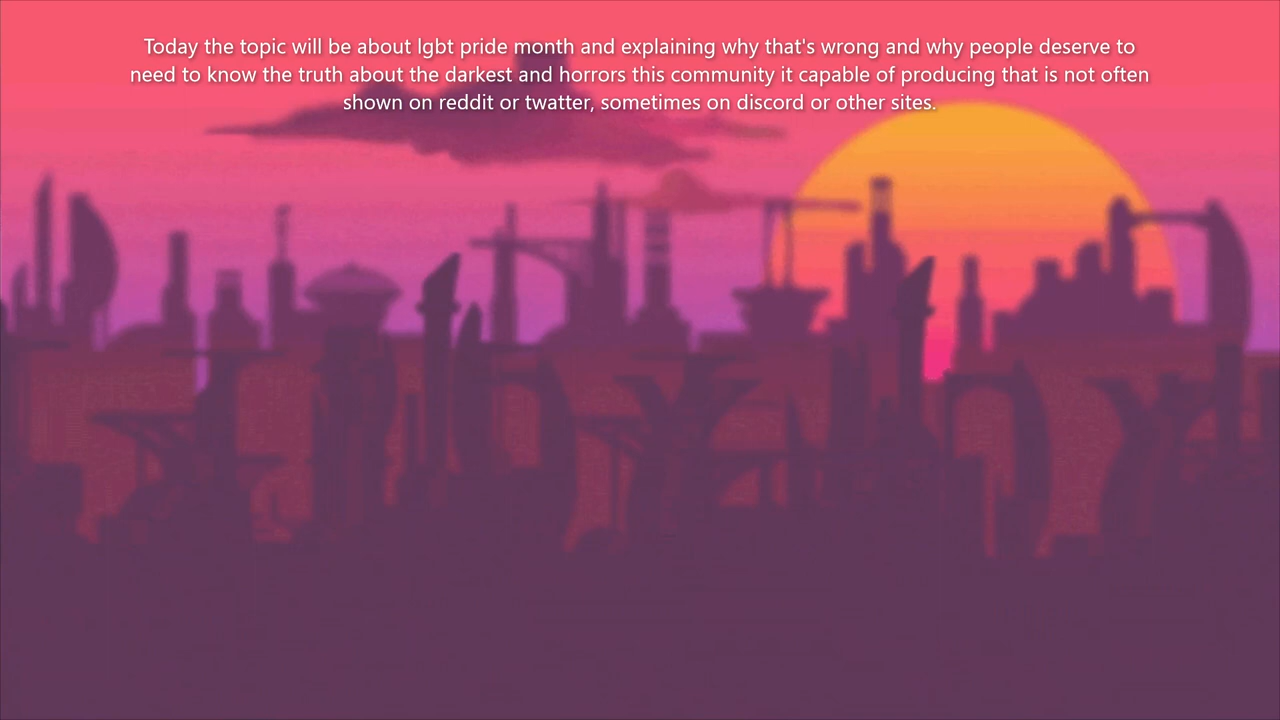 Today the topic will be about lgbt pride month and explaining why that's wrong and why people deserve to
need to know the truth about the darkest and horrors this community it capable of producing that is not often
shown on reddit or twatter, sometimes on discord or other sites.